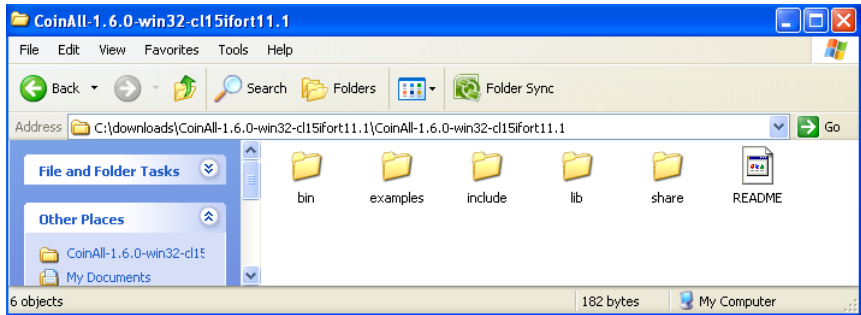 CoinAll-1.6.0-win32-cl15ifort11.1
File Edit View Favorites Tools Help
Back Search Folders Folder Sync
Address C:\downloads\CoinAll-1.6.0-win32-cl15ifort11.1\CoinAll-1.6.0-win32-cl15ifort11.1 Go
File and Folder Tasks
Other Places
CoinAll-1.6.0-win32-cl15
My Documents
bin examples include lib share README
6 objects 182 bytes My Computer